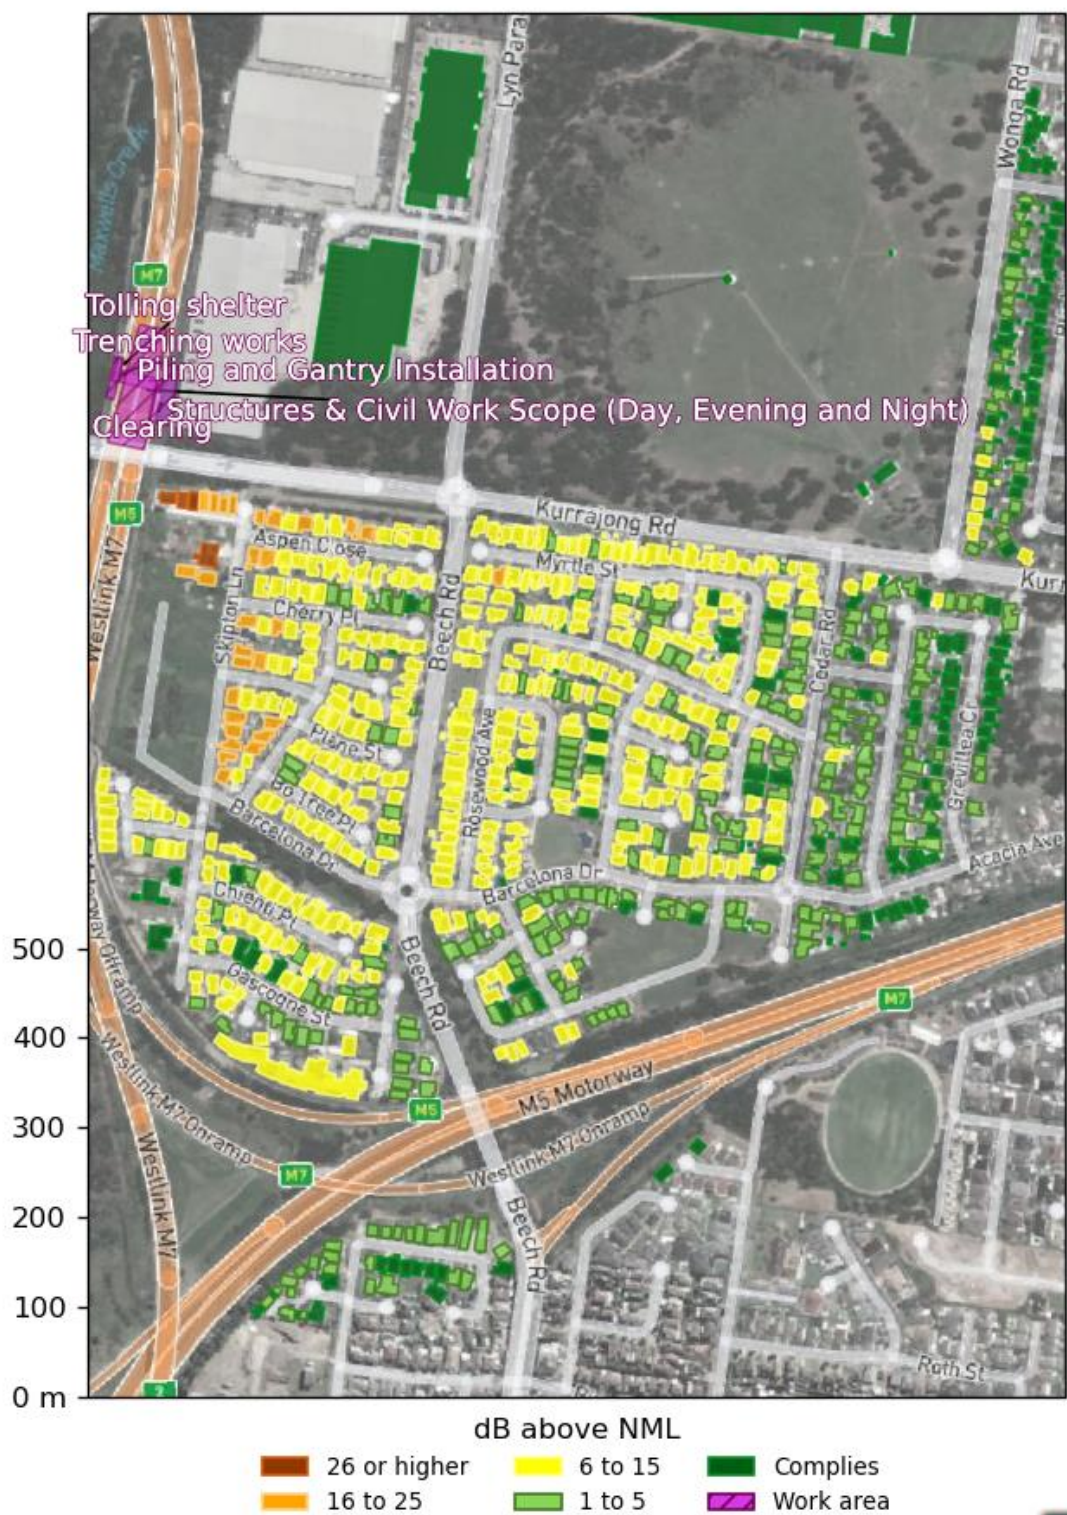 Lyn Para
Wonga Rd
Maxwells Creek
M7
Tolling shelter
Trenching works
Piling and Gantry Installation
Structures & Civil Work Scope (Day, Evening and Night)
Clearing
M5
Kurrajong Rd
Aspen Close
Myrtle St
Kurr
Westlink M7
Skipton Ln
Cherry Pl
Beech Rd
Cedar Rd
Plane St
Rosewood Ave
Grevillea Cr
Bo Tree Pl
Barcelona Dr
Acacia Ave
Barcelona Dr
Chienti Pl
500
Beech Rd
Gascogne St
M7
400
Westlink M7 Onramp
M5 Motorway
M5
300
Westlink M7 Onramp
M7
Westlink M7
200
Beech Rd
100
Rath St
0 m
dB above NML
26 or higher
6 to 15
Complies
16 to 25
1 to 5
Work area